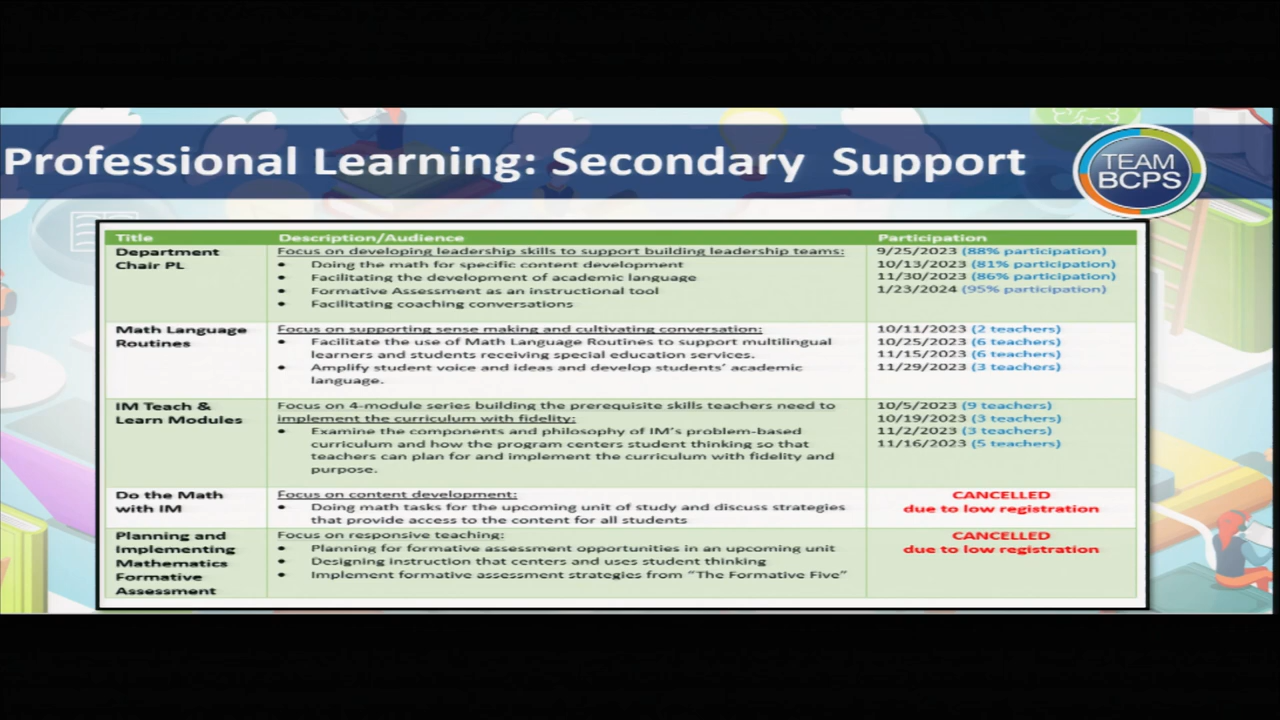 Professional Learning: Secondary Support
TEAM
BCPS
Title Description/Audience Participation
Department
Chair PL
Focus on developing leadership skills to support building leadership teams:
• Doing the math for specific content development
• Facilitating the development of academic language
• Formative Assessment as an instructional tool
• Facilitating coaching conversations
9/25/2023 (88% participation)
10/13/2023 (81% participation)
11/30/2023 (86% participation)
1/23/2024 (95% participation)
Math Language
Routines
Focus on supporting sense making and cultivating conversation:
• Facilitate the use of Math Language Routines to support multilingual
learners and students receiving special education services.
• Amplify student voice and ideas and develop students' academic
language.
10/11/2023 (2 teachers)
10/25/2023 (6 teachers)
11/15/2023 (6 teachers)
11/29/2023 (3 teachers)
IM Teach &
Learn Modules
Focus on 4-module series building the prerequisite skills teachers need to
implement the curriculum with fidelity:
• Examine the components and philosophy of IM's problem-based
curriculum and how the program centers student thinking so that
teachers can plan for and implement the curriculum with fidelity and
purpose.
10/5/2023 (9 teachers)
10/19/2023 (3 teachers)
11/2/2023 (3 teachers)
11/16/2023 (5 teachers)
Do the Math
with IM
Focus on content development:
• Doing math tasks for the upcoming unit of study and discuss strategies
that provide access to the content for all students
CANCELLED
due to low registration
Planning and
Implementing
Mathematics
Formative
Assessment
Focus on responsive teaching:
• Planning for formative assessment opportunities in an upcoming unit
• Designing instruction that centers and uses student thinking
• Implement formative assessment strategies from "The Formative Five"
CANCELLED
due to low registration